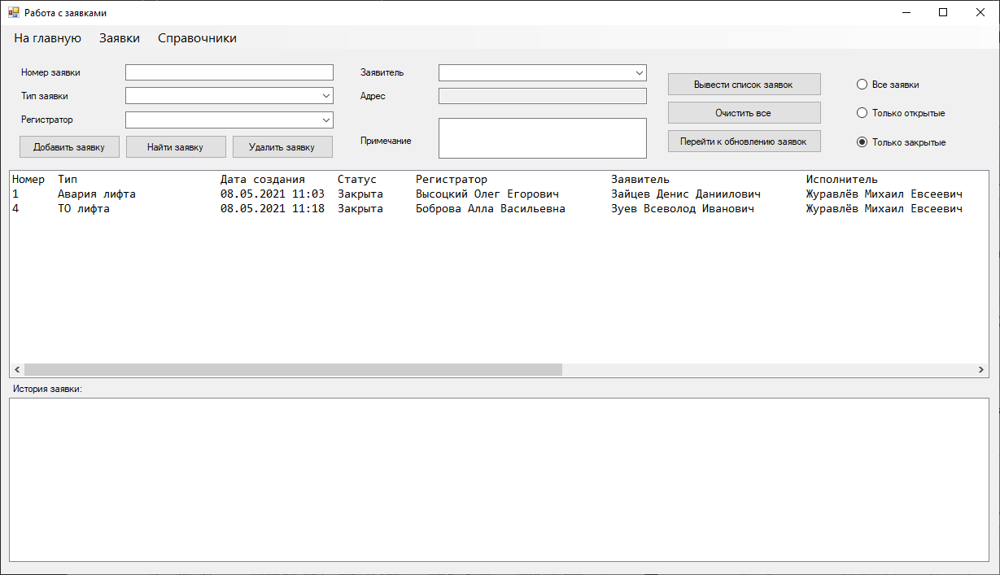 Работа с заявками
На главную Заявки Справочники
Номер заявки
Тип заявки
Регистратор
Добавить заявку Найти заявку Удалить заявку
Заявитель
Адрес
Примечание
Вывести список заявок
Очистить все
Перейти к обновлению заявок
Все заявки
Только открытые
Только закрытые
Номер Тип Дата создания Статус Регистратор Заявитель Исполнитель
1 Авария лифта 08.05.2021 11:03 Закрыта Высоцкий Олег Егорович Зайцев Денис Даниилович Журавлёв Михаил Евсеевич
4 ТО лифта 08.05.2021 11:18 Закрыта Боброва Алла Васильевна Зуев Всеволод Иванович Журавлёв Михаил Евсеевич
История заявки: